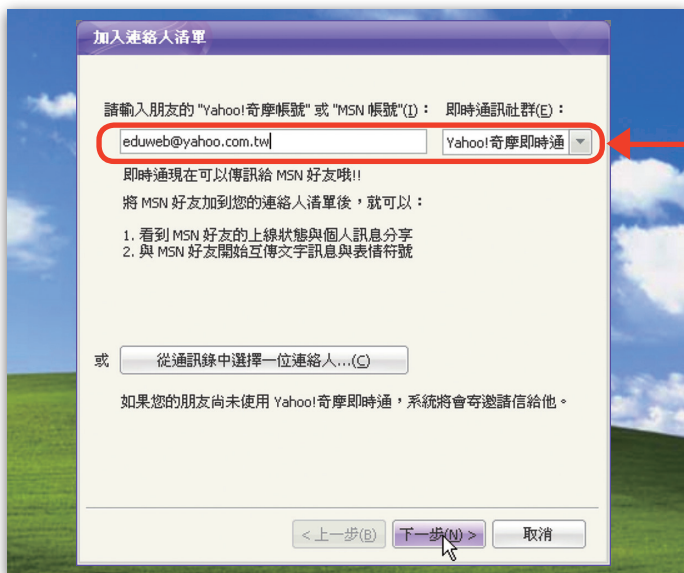 加入連絡人清單
請輸入朋友的 "Yahoo!奇摩帳號" 或 "MSN 帳號"(I)： 即時通訊社群(E)：
eduweb@yahoo.com.tw Yahoo!奇摩即時通
即時通現在可以傳訊給 MSN 好友哦!!
將 MSN 好友加到您的連絡人清單後，就可以：
1. 看到 MSN 好友的上線狀態與個人訊息分享
2. 與 MSN 好友開始互傳文字訊息與表情符號
或 從通訊錄中選擇一位連絡人...(C)
如果您的朋友尚未使用 Yahoo!奇摩即時通，系統將會寄邀請信給他。
< 上一步(B) 下一步(N) > 取消